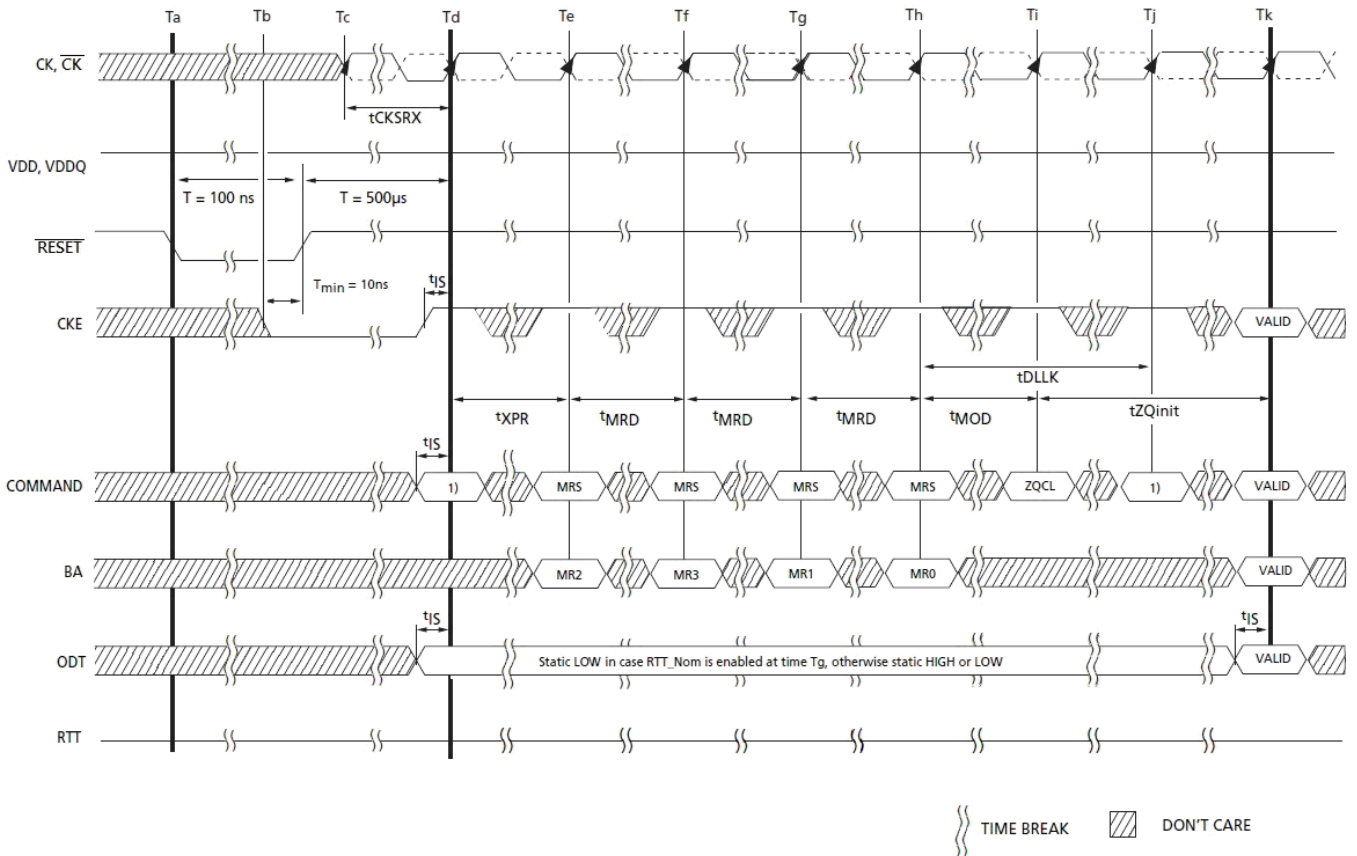 Ta Tb Tc Td Te Tf Tg Th Ti Tj Tk
CK, CK
tCKSRX
VDD, VDDQ
T = 100 ns T = 500µs
RESET
Tmin = 10ns tIS
CKE VALID
tDLLK
tXPR tMRD tMRD tMRD tMOD tZQinit
tIS
COMMAND 1) MRS MRS MRS MRS ZQCL 1) VALID
BA MR2 MR3 MR1 MR0 VALID
tIS tIS
ODT Static LOW in case RTT_Nom is enabled at time Tg, otherwise static HIGH or LOW VALID
RTT
TIME BREAK DON'T CARE